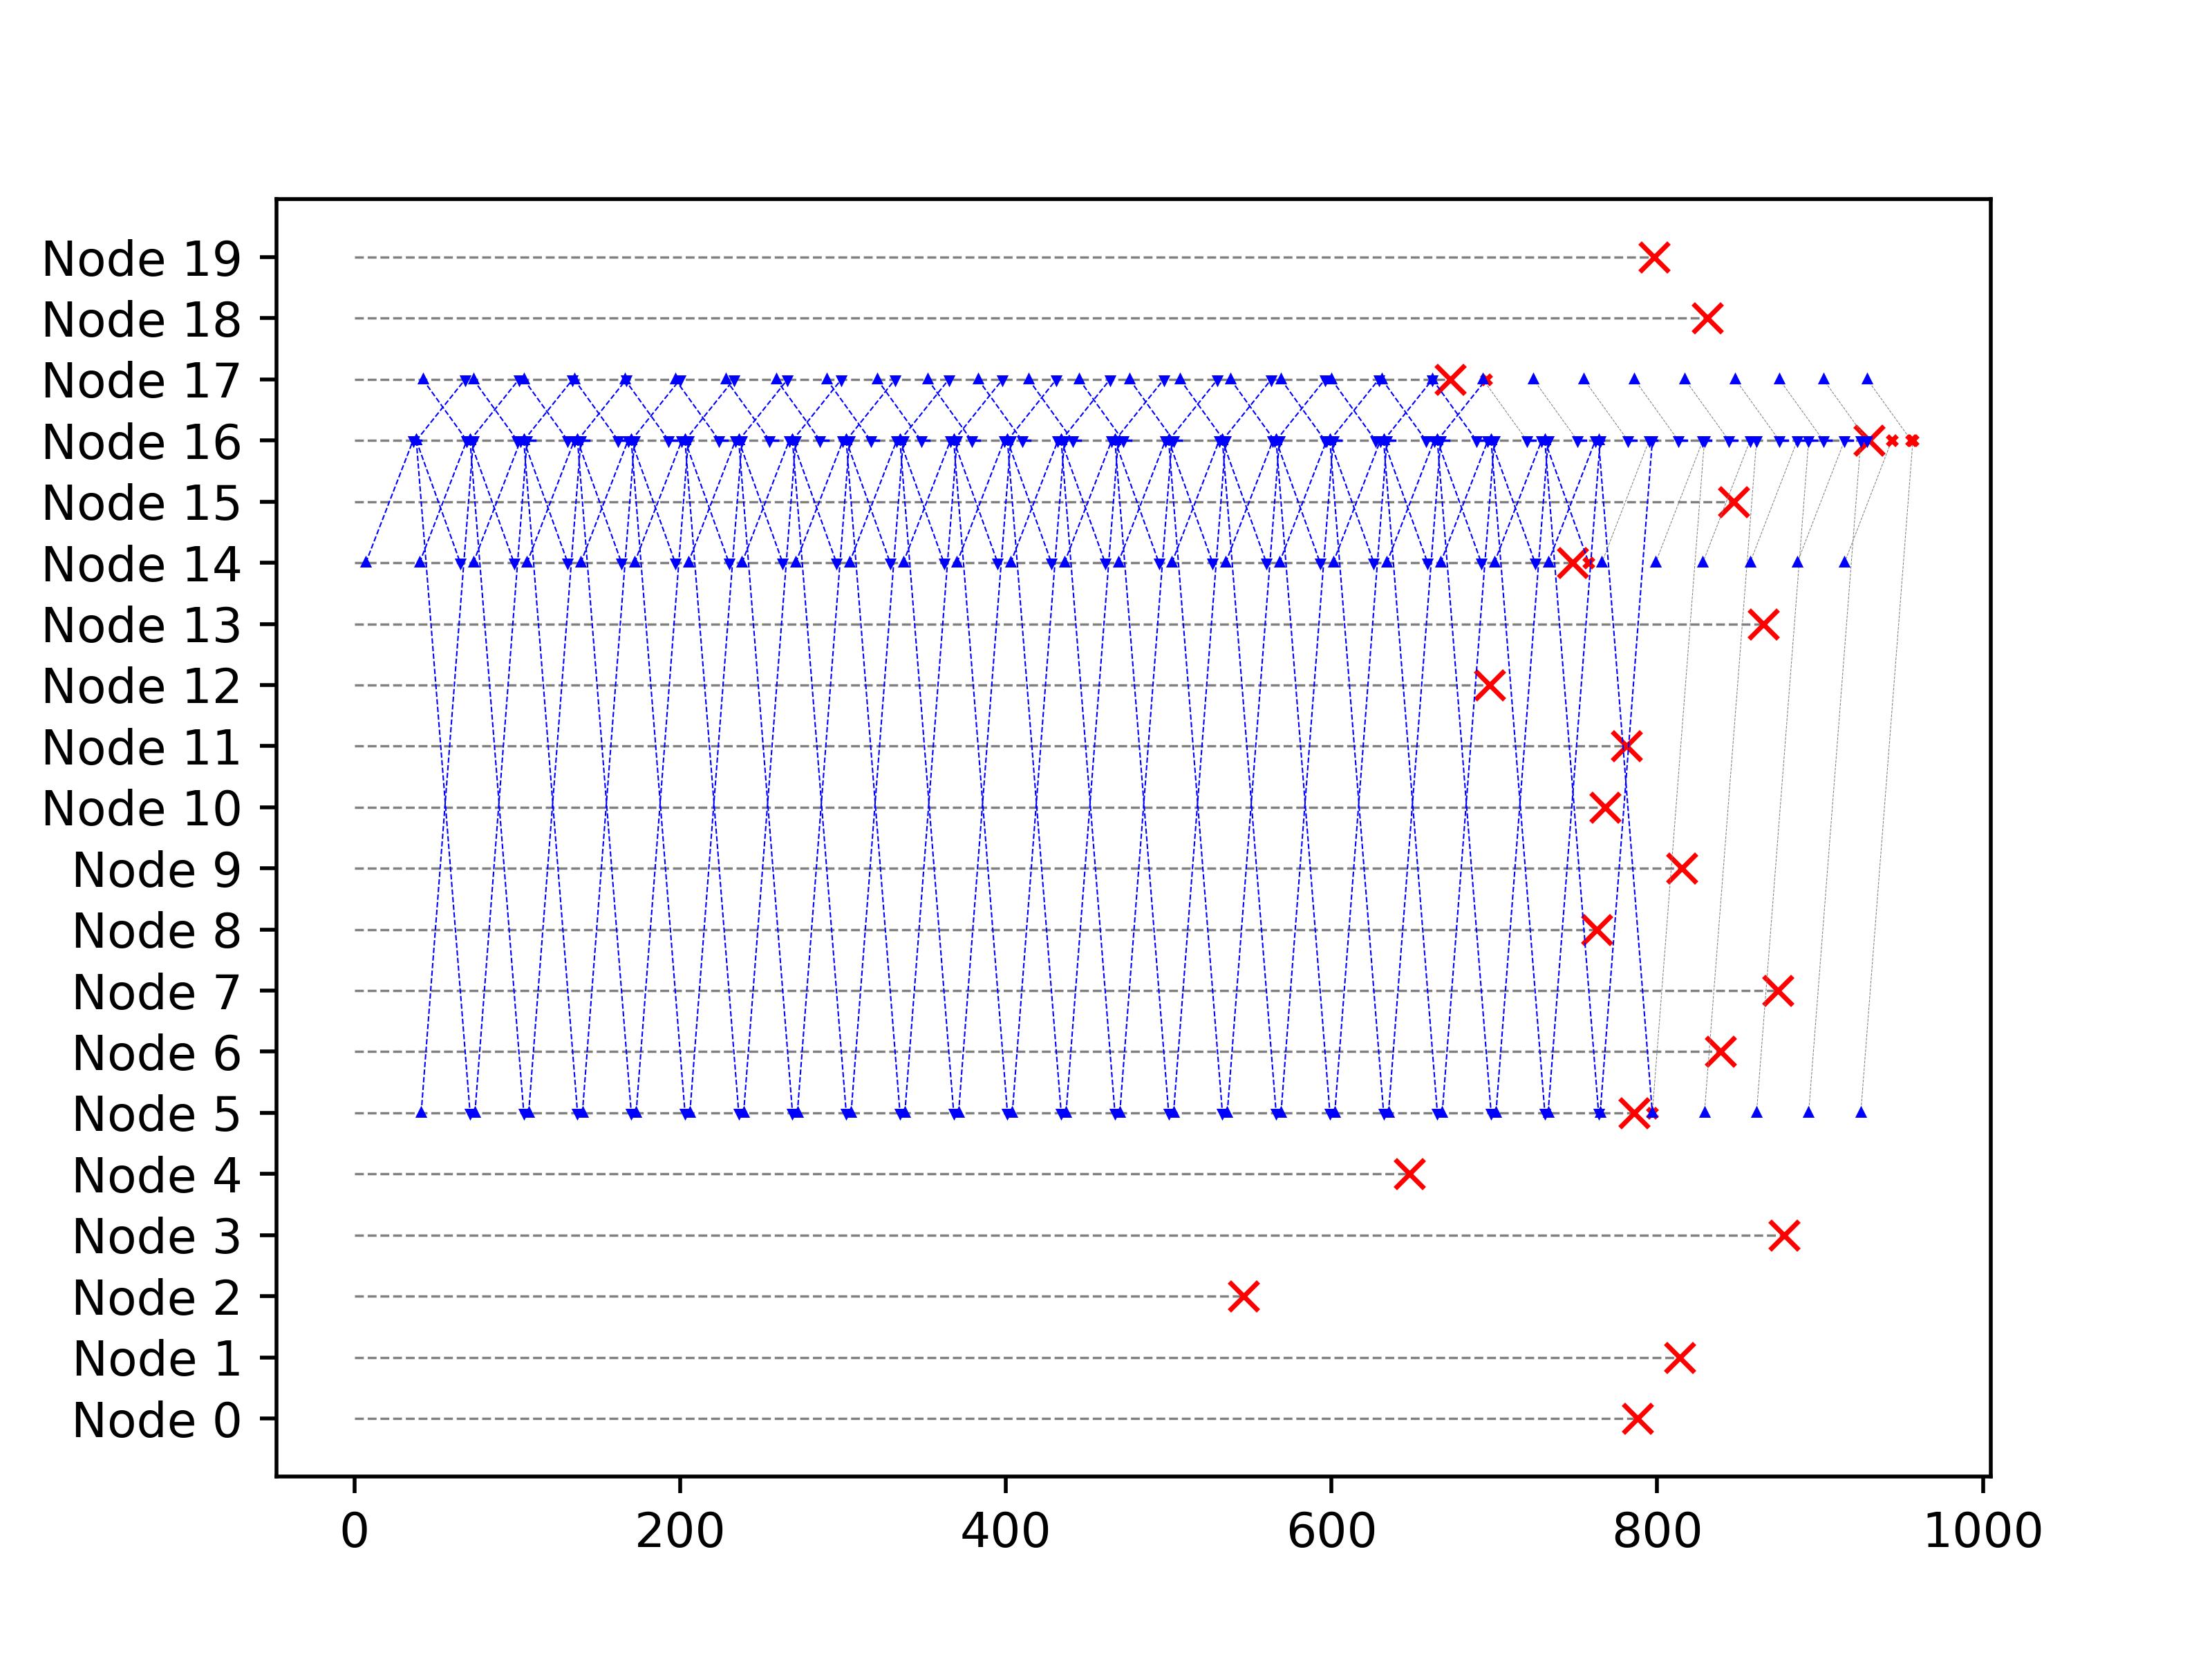 Node 19
Node 18
Node 17
Node 16
Node 15
Node 14
Node 13
Node 12
Node 11
Node 10
Node 9
Node 8
Node 7
Node 6
Node 5
Node 4
Node 3
Node 2
Node 1
Node 0
0 200 400 600 800 1000